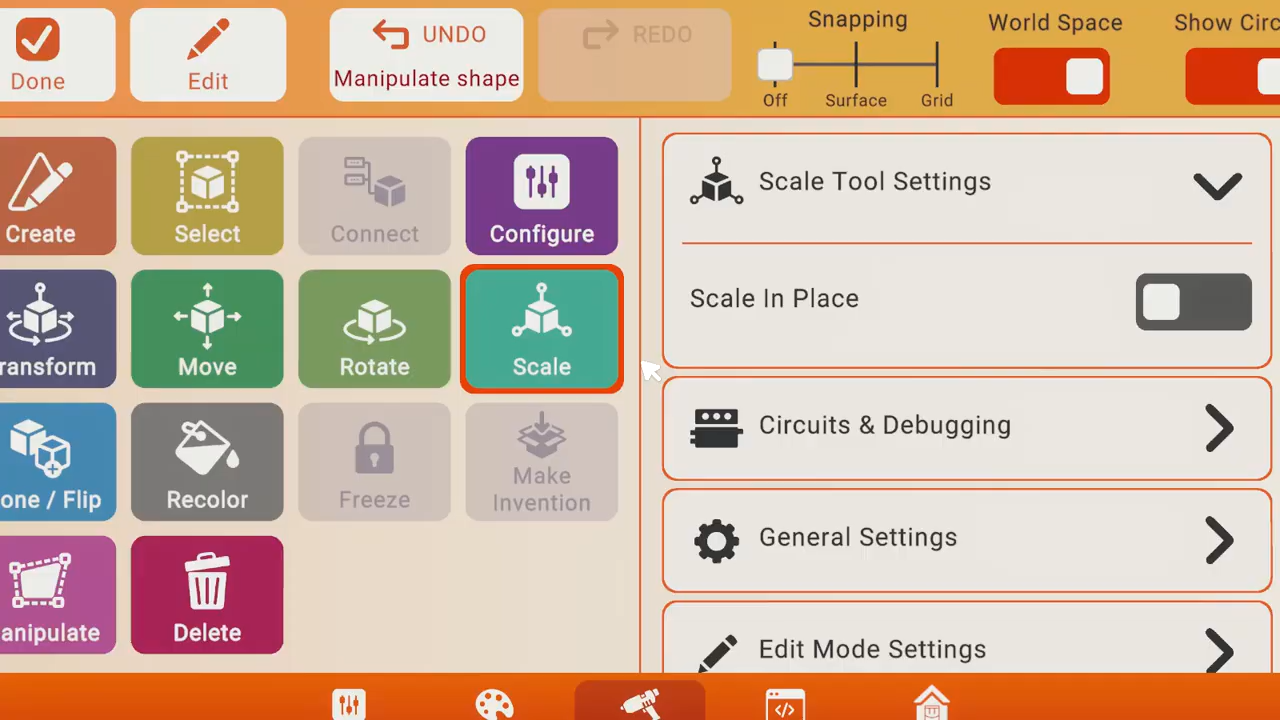 Done
Edit
UNDO
Manipulate shape
REDO
Snapping
Off
Surface
Grid
World Space
Show Circ
Create
Select
Connect
Configure
ransform
Move
Rotate
Scale
one / Flip
Recolor
Freeze
Make
Invention
anipulate
Delete
Scale Tool Settings
Scale In Place
Circuits & Debugging
General Settings
Edit Mode Settings